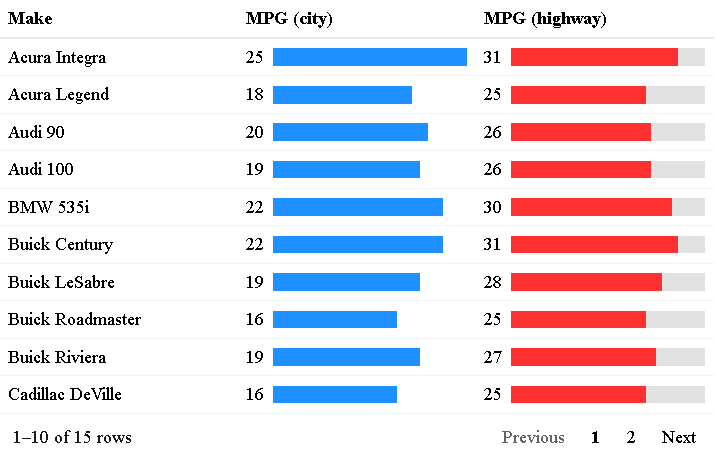 Make MPG (city) MPG (highway)
Acura Integra 25 31
Acura Legend 18 25
Audi 90 20 26
Audi 100 19 26
BMW 535i 22 30
Buick Century 22 31
Buick LeSabre 19 28
Buick Roadmaster 16 25
Buick Riviera 19 27
Cadillac DeVille 16 25
1–10 of 15 rows Previous 1 2 Next